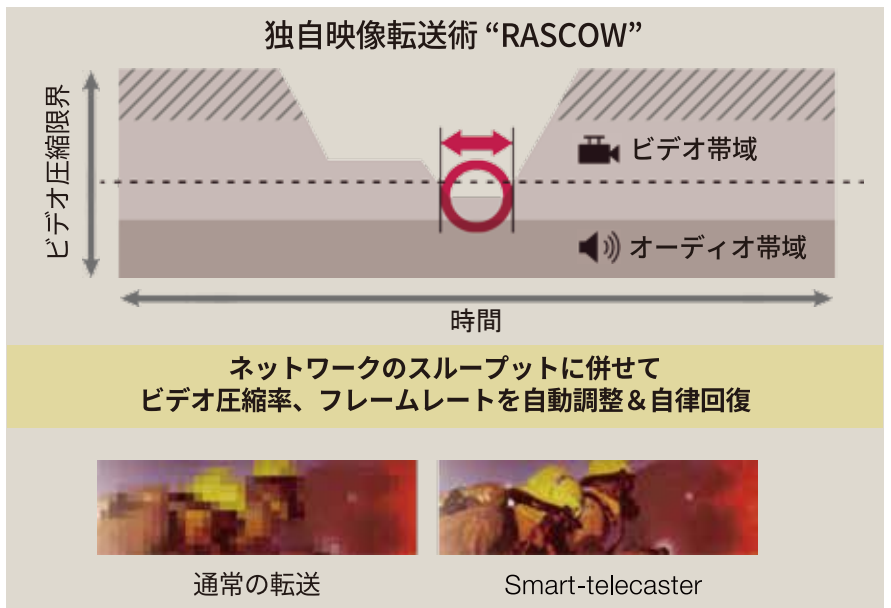 独自映像転送術 “RASCOW”
ビデオ圧縮限界
ビデオ帯域
オーディオ帯域
時間
ネットワークのスループットに併せて
ビデオ圧縮率、フレームレートを自動調整＆自律回復
通常の転送
Smart-telecaster